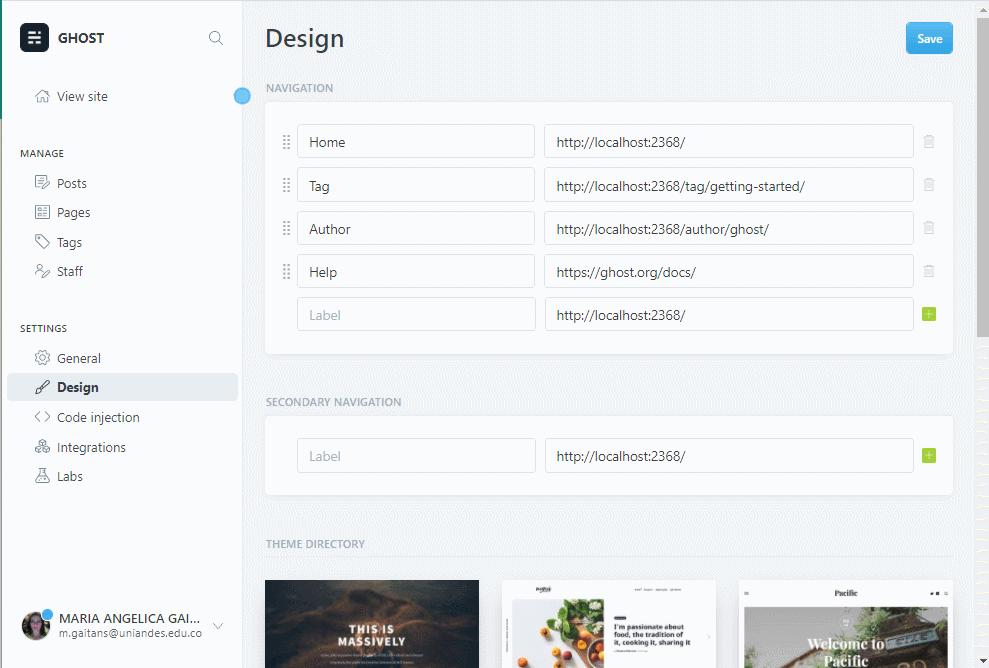 GHOST
View site
MANAGE
Posts
Pages
Tags
Staff
SETTINGS
General
Design
Code injection
Integrations
Labs
MARIA ANGELICA GAI...
m.gaitans@uniandes.edu.co
Design
Save
NAVIGATION
Home http://localhost:2368/
Tag http://localhost:2368/tag/getting-started/
Author http://localhost:2368/author/ghost/
Help https://ghost.org/docs/
Label http://localhost:2368/
SECONDARY NAVIGATION
Label http://localhost:2368/
THEME DIRECTORY
THIS IS
MASSIVELY
I'm passionate about
food, the tradition of
it, cooking it, sharing it
Pacific
Welcome to
Pacific